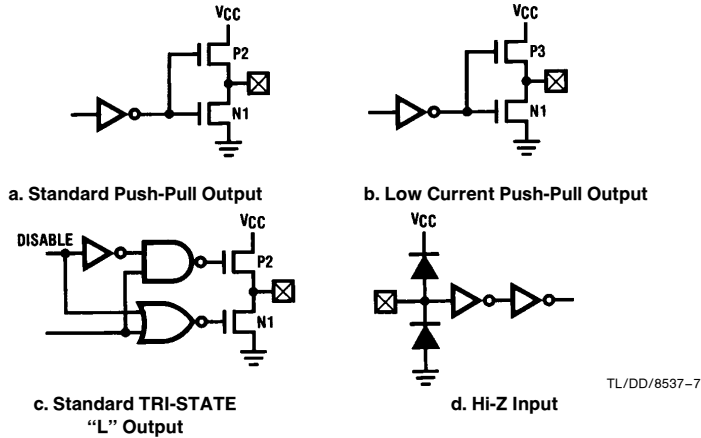 VCC
P2
N1
a. Standard Push-Pull Output
VCC
P3
N1
b. Low Current Push-Pull Output
DISABLE
VCC
P2
N1
c. Standard TRI-STATE
“L” Output
VCC
d. Hi-Z Input
TL/DD/8537–7